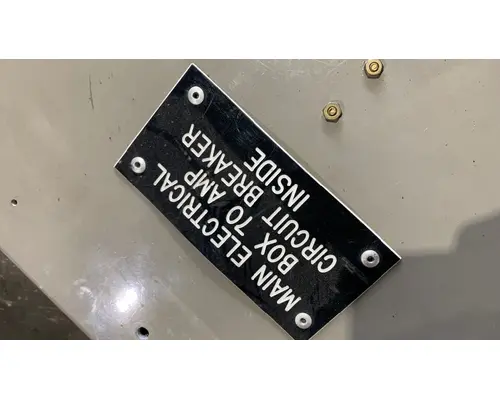 MAIN ELECTRICAL
BOX 70 AMP
CIRCUIT BREAKER
INSIDE